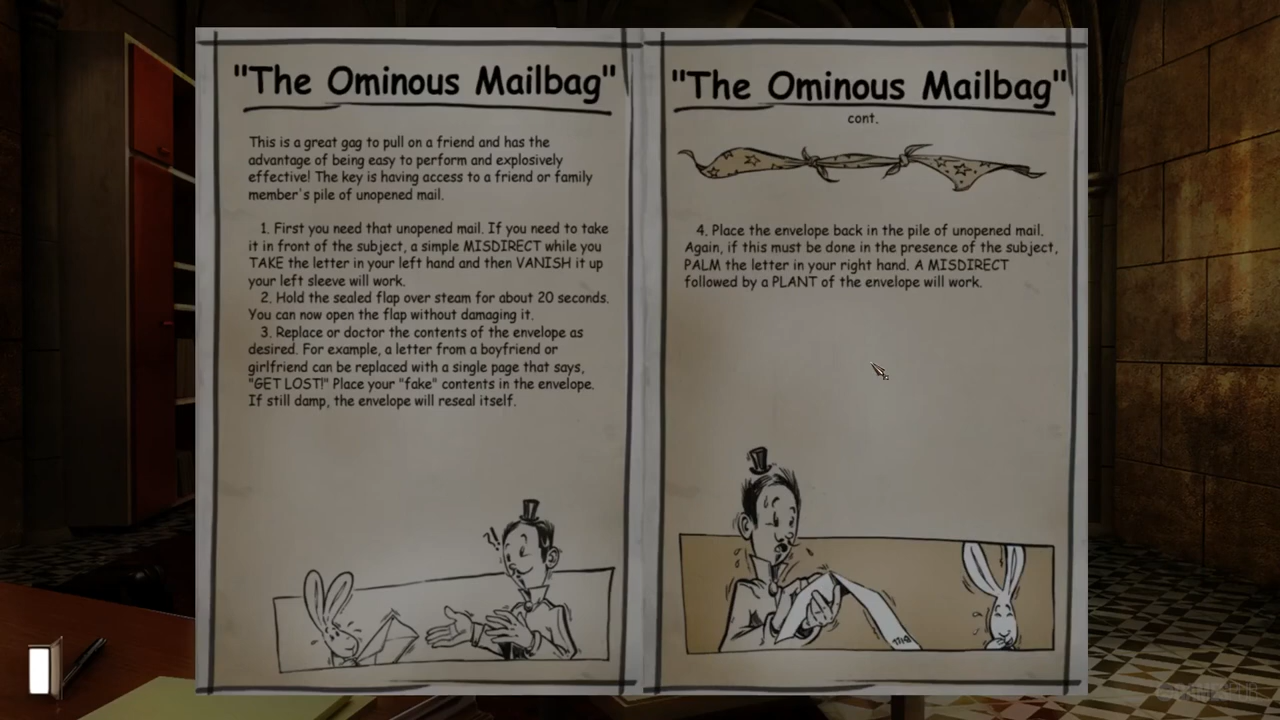 "The Ominous Mailbag"
This is a great gag to pull on a friend and has the
advantage of being easy to perform and explosively
effective! The key is having access to a friend or family
member's pile of unopened mail.
1. First you need that unopened mail. If you need to take
it in front of the subject, a simple MISDIRECT while you
TAKE the letter in your left hand and then VANISH it up
your left sleeve will work.
2. Hold the sealed flap over steam for about 20 seconds.
You can now open the flap without damaging it.
3. Replace or doctor the contents of the envelope as
desired. For example, a letter from a boyfriend or
girlfriend can be replaced with a single page that says,
"GET LOST!" Place your "fake" contents in the envelope.
If still damp, the envelope will reseal itself.
"The Ominous Mailbag"
cont.
4. Place the envelope back in the pile of unopened mail.
Again, if this must be done in the presence of the subject,
PALM the letter in your right hand. A MISDIRECT
followed by a PLANT of the envelope will work.